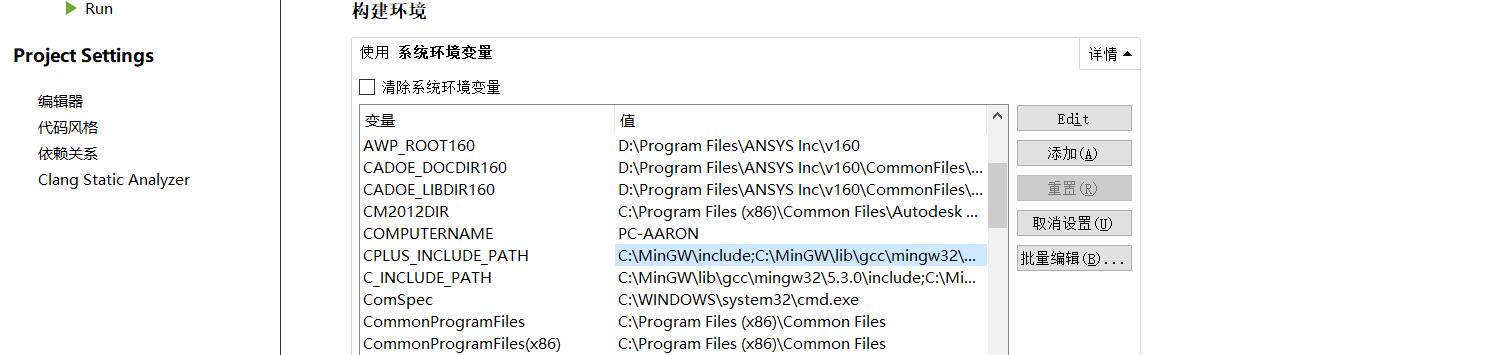 Run
Project Settings
编辑器
代码风格
依赖关系
Clang Static Analyzer
构建环境
使用 系统环境变量
详情
清除系统环境变量
变量 值
AWP_ROOT160 D:\Program Files\ANSYS Inc\v160
CADOE_DOCDIR160 D:\Program Files\ANSYS Inc\v160\CommonFiles\...
CADOE_LIBDIR160 D:\Program Files\ANSYS Inc\v160\CommonFiles\...
CM2012DIR C:\Program Files (x86)\Common Files\Autodesk ...
COMPUTERNAME PC-AARON
CPLUS_INCLUDE_PATH C:\MinGW\include;C:\MinGW\lib\gcc\mingw32\...
C_INCLUDE_PATH C:\MinGW\lib\gcc\mingw32\5.3.0\include;C:\Mi...
ComSpec C:\WINDOWS\system32\cmd.exe
CommonProgramFiles C:\Program Files (x86)\Common Files
CommonProgramFiles(x86) C:\Program Files (x86)\Common Files
Edit
添加(A)
重置(R)
取消设置(U)
批量编辑(B)...